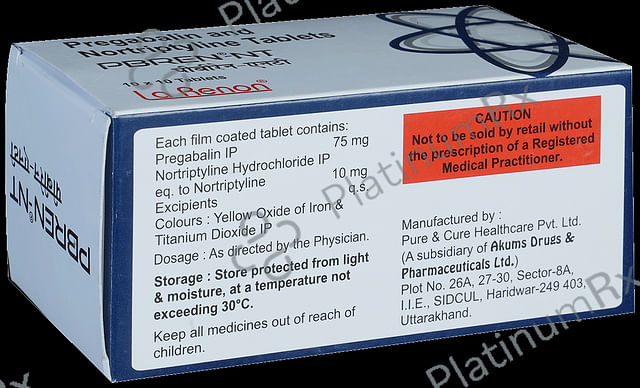 Pregabalin and
Nortriptyline Tablets
PBREN-NT
10 x 10 Tablets
La Renon®
PBREN-NT
Each film coated tablet contains:
Pregabalin IP 75 mg
Nortriptyline Hydrochloride IP
eq. to Nortriptyline 10 mg
Excipients q.s.
Colours : Yellow Oxide of Iron &
Titanium Dioxide IP
Dosage : As directed by the Physician.
Storage : Store protected from light
& moisture, at a temperature not
exceeding 30°C.
Keep all medicines out of reach of
children.
CAUTION
Not to be sold by retail without
the prescription of a Registered
Medical Practitioner.
Manufactured by :
Pure & Cure Healthcare Pvt. Ltd.
(A subsidiary of Akums Drugs &
Pharmaceuticals Ltd.)
Plot No. 26A, 27-30, Sector-8A,
I.I.E., SIDCUL, Haridwar-249 403,
Uttarakhand.
PlatinumRx
PlatinumRx
PlatinumRx